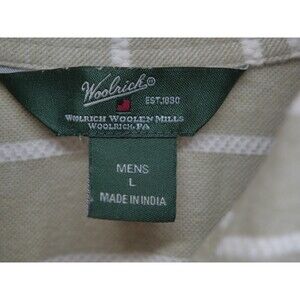 Woolrich®
EST.1830
WOOLRICH WOOLEN MILLS
WOOLRICH, PA
MENS
L
MADE IN INDIA